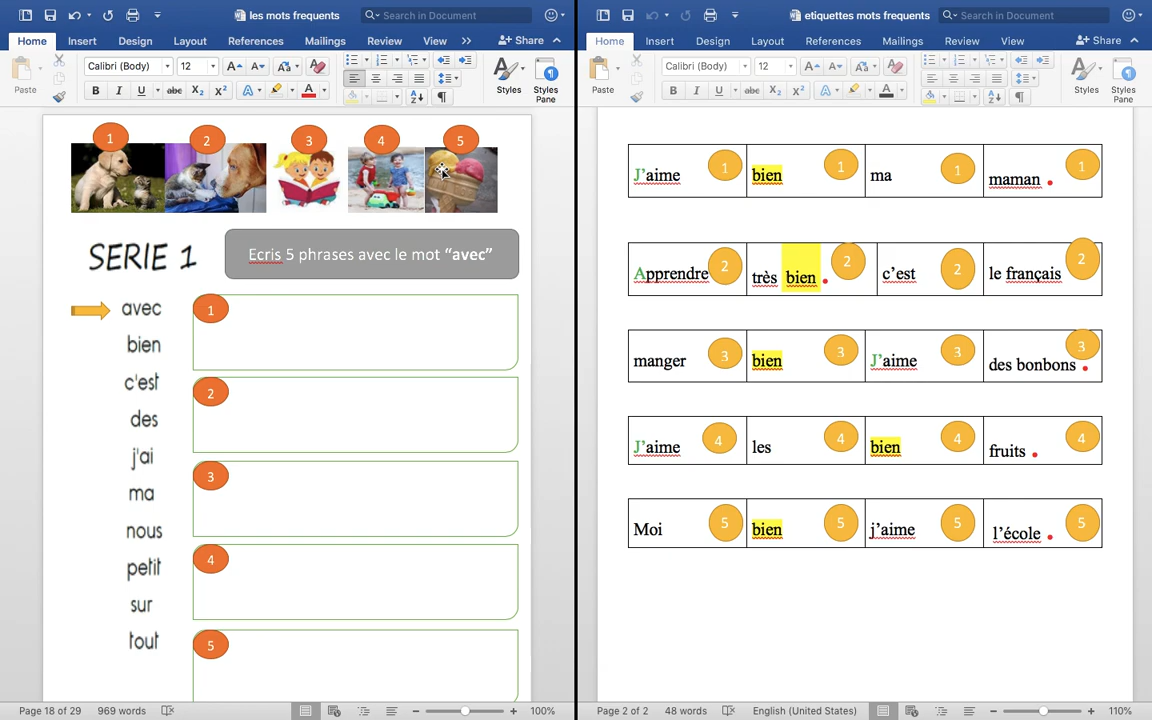 les mots frequents
Search in Document
Home Insert Design Layout References Mailings Review View >> Share
Paste
Calibri (Body) 12
B I U abc X₂ X² A A
Styles Styles Pane
1 2 3 4 5
SERIE 1
Ecris 5 phrases avec le mot “avec”
avec 1
bien
c'est 2
des
j'ai 3
ma
nous
petit 4
sur
tout 5
Page 18 of 29 969 words 100%
etiquettes mots frequents
Search in Document
Home Insert Design Layout References Mailings Review View Share
Paste
Calibri (Body) 12
B I U abc X₂ X² A A
Styles Styles Pane
J’aime 1 bien 1 ma 1 maman . 1
Apprendre 2 très bien . 2 c’est 2 le français 2
manger 3 bien 3 J’aime 3 des bonbons . 3
J’aime 4 les 4 bien 4 fruits . 4
Moi 5 bien 5 j’aime 5 l’école . 5
Page 2 of 2 48 words English (United States) 110%